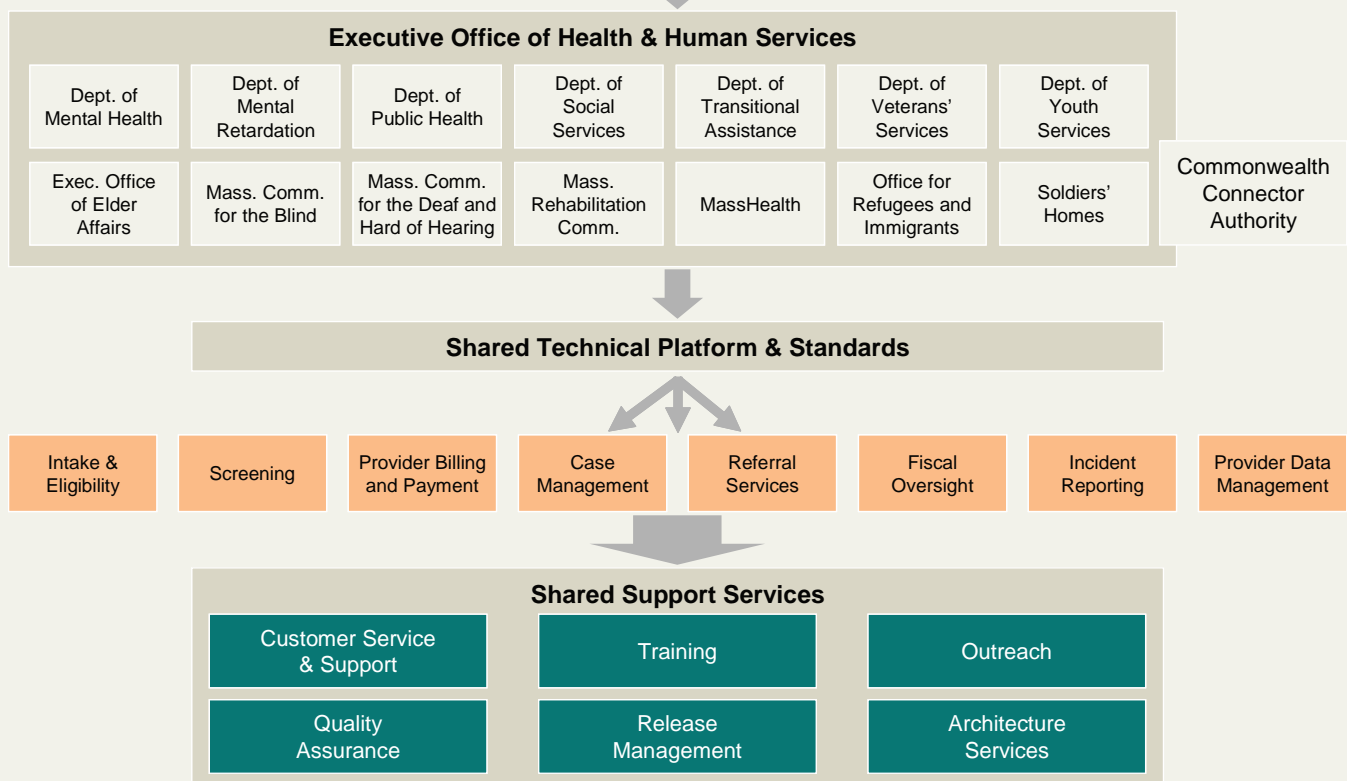 Executive Office of Health & Human Services
Dept. of
Mental Health
Dept. of
Mental
Retardation
Dept. of
Public Health
Dept. of
Social
Services
Dept. of
Transitional
Assistance
Dept. of
Veterans’
Services
Dept. of
Youth
Services
Exec. Office
of Elder
Affairs
Mass. Comm.
for the Blind
Mass. Comm.
for the Deaf and
Hard of Hearing
Mass.
Rehabilitation
Comm.
MassHealth
Office for
Refugees and
Immigrants
Soldiers’
Homes
Commonwealth
Connector
Authority
Shared Technical Platform & Standards
Intake &
Eligibility
Screening
Provider Billing
and Payment
Case
Management
Referral
Services
Fiscal
Oversight
Incident
Reporting
Provider Data
Management
Shared Support Services
Customer Service
& Support
Training
Outreach
Quality
Assurance
Release
Management
Architecture
Services